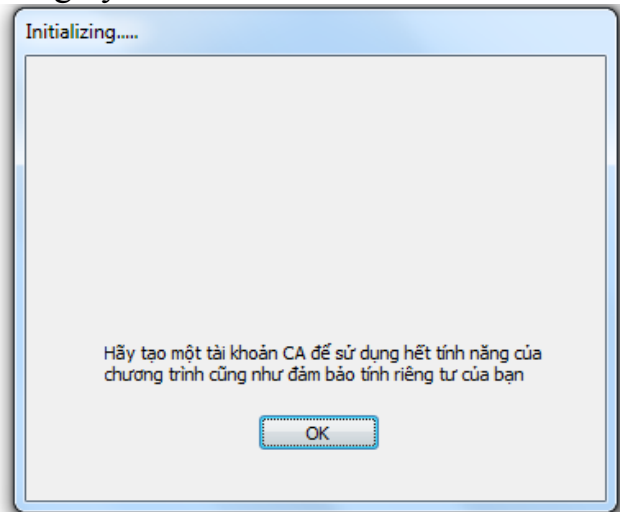 Initializing.....
Hãy tạo một tài khoản CA để sử dụng hết tính năng của
chương trình cũng như đảm bảo tính riêng tư của bạn
OK